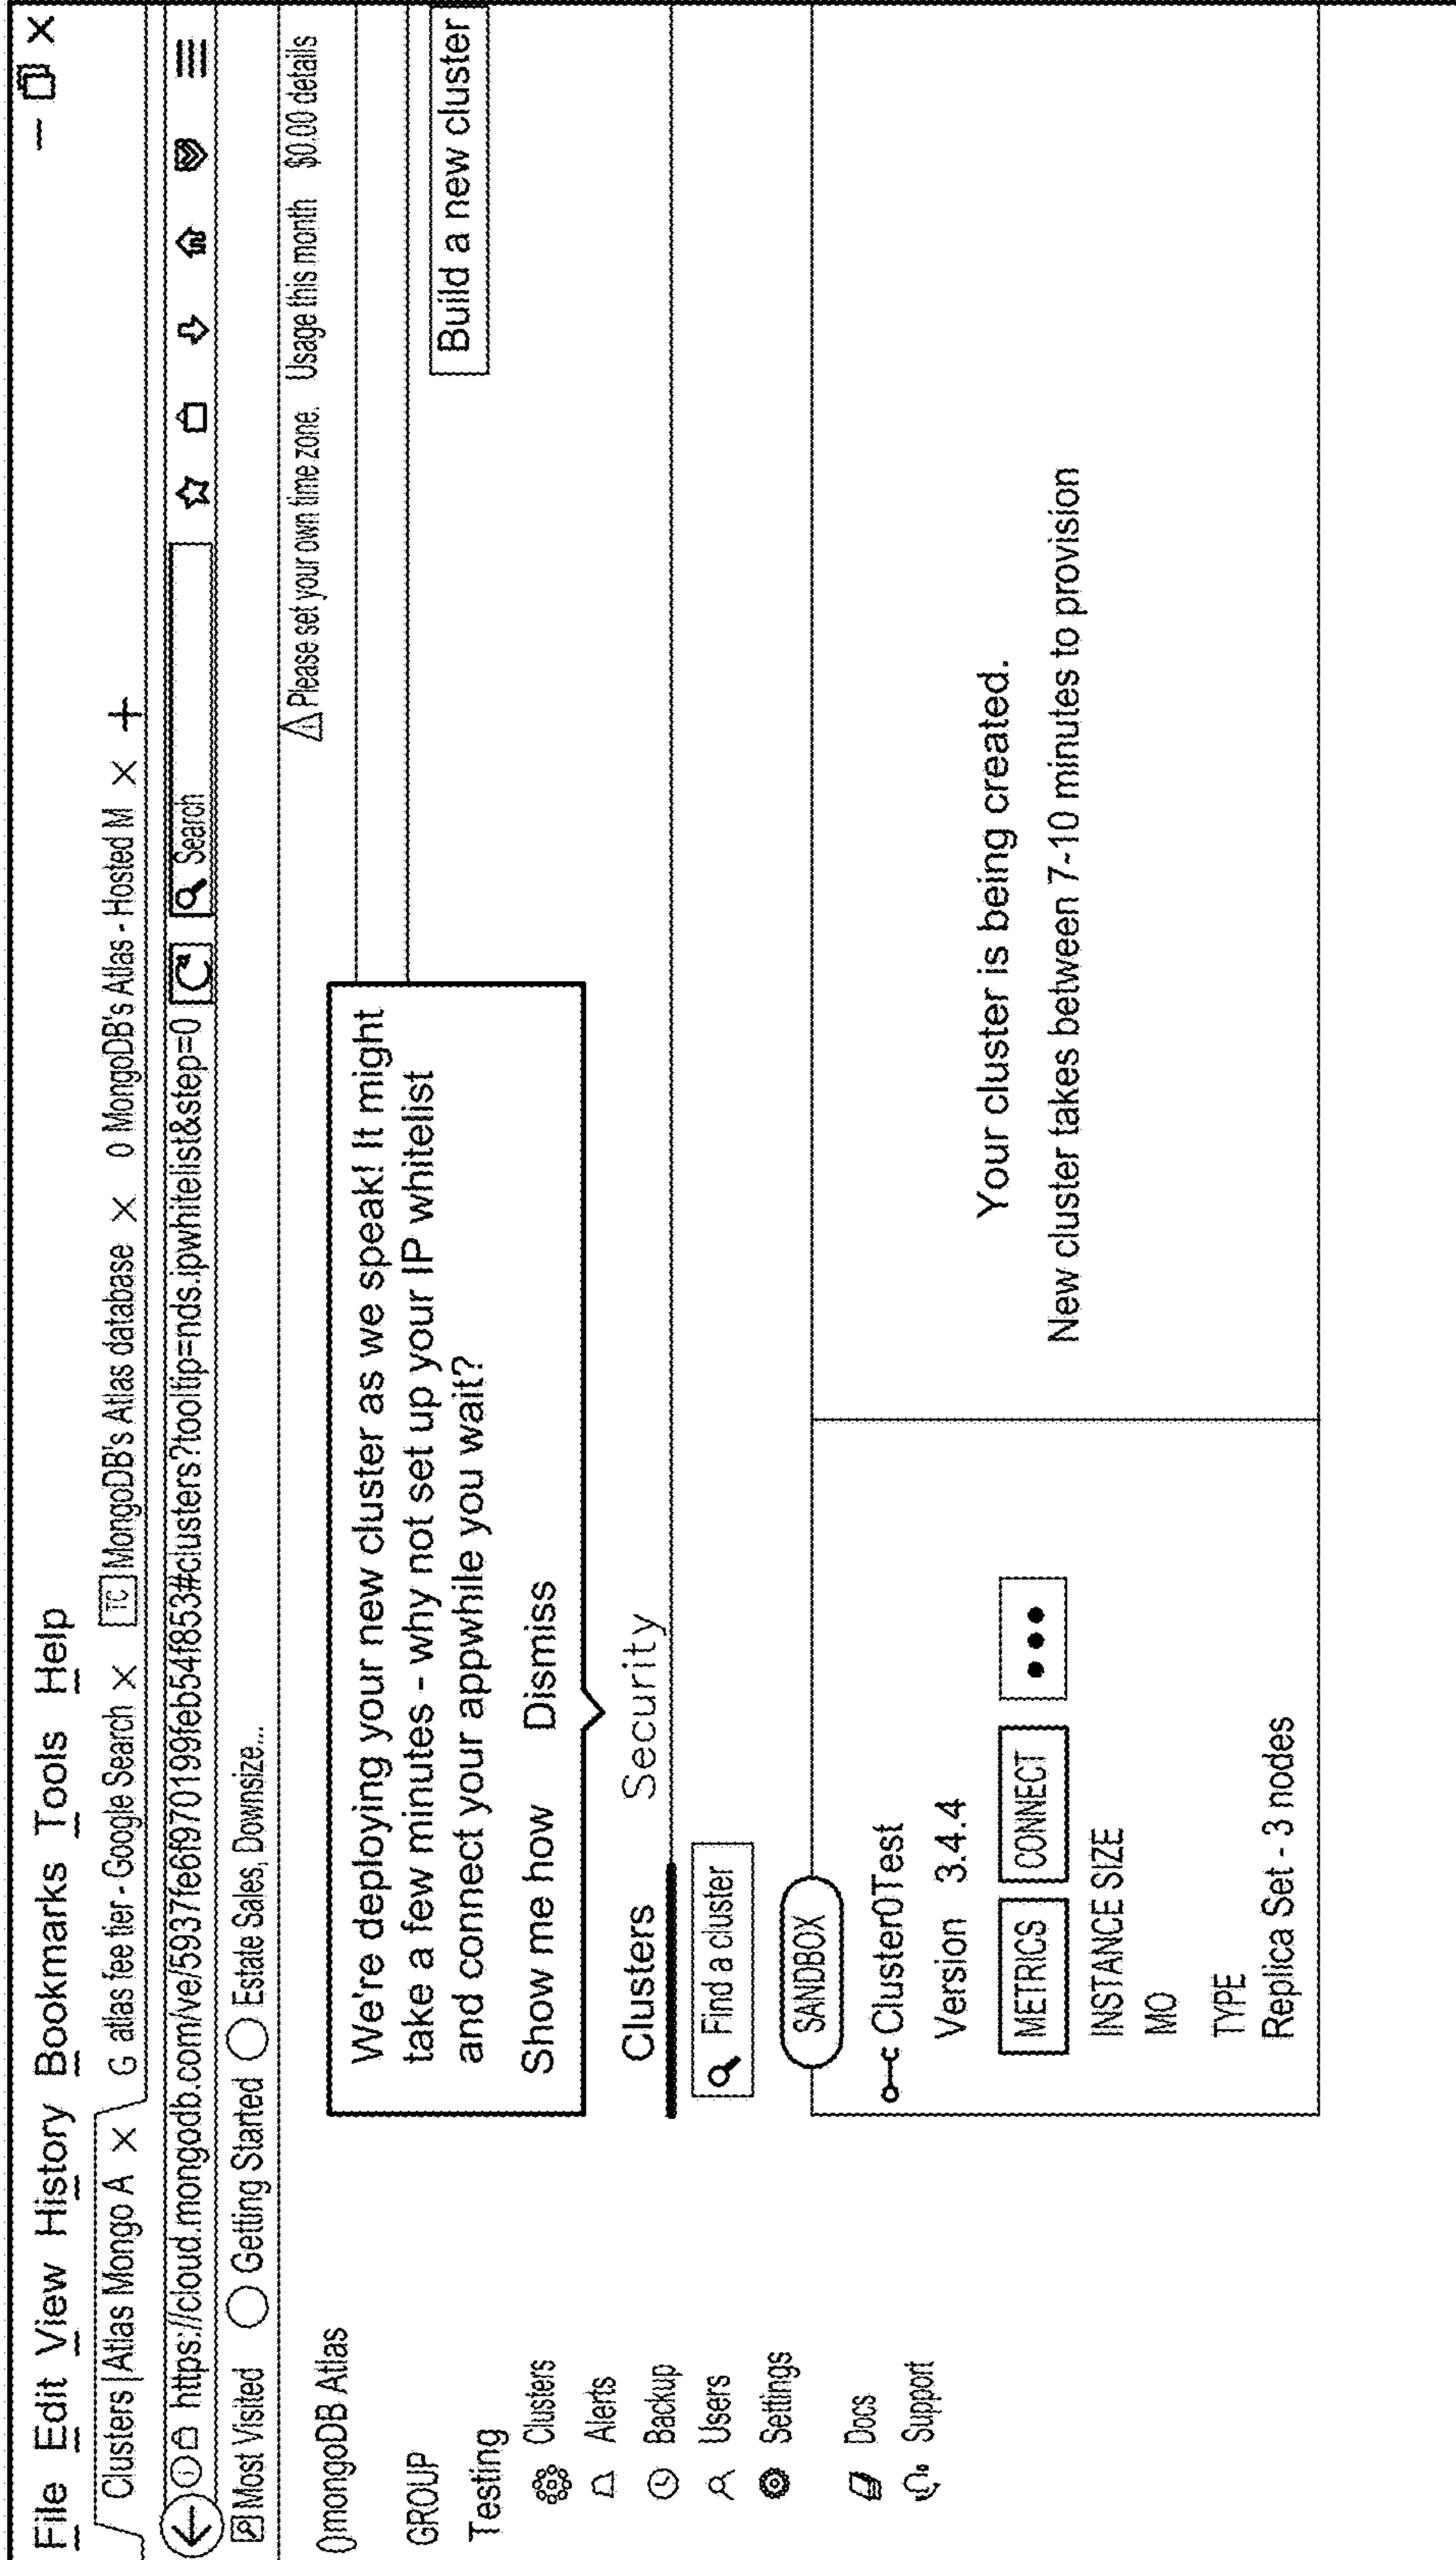 File Edit View History Bookmarks Tools Help
Clusters | Atlas Mongo A X G atlas fee tier - Google Search X TC MongoDB's Atlas database X 0 MongoDB's Atlas - Hosted M X +
https://cloud.mongodb.com/ve/5937fe6f970199feb54f853#clusters?tooltip=nds.ipwhitelist&step=0 Search
Most Visited Getting Started Estate Sales, Downsize...
mongoDB Atlas
Please set your own time zone. Usage this month $0.00 details
We're deploying your new cluster as we speak! It might
take a few minutes - why not set up your IP whitelist
and connect your appwhile you wait?
Show me how Dismiss
GROUP
Testing
Clusters
Alerts
Backup
Users
Settings
Docs
Support
Build a new cluster
Clusters Security
Find a cluster
SANDBOX
Cluster0Test
Version 3.4.4
METRICS CONNECT •••
INSTANCE SIZE
MO
TYPE
Replica Set - 3 nodes
Your cluster is being created.
New cluster takes between 7-10 minutes to provision